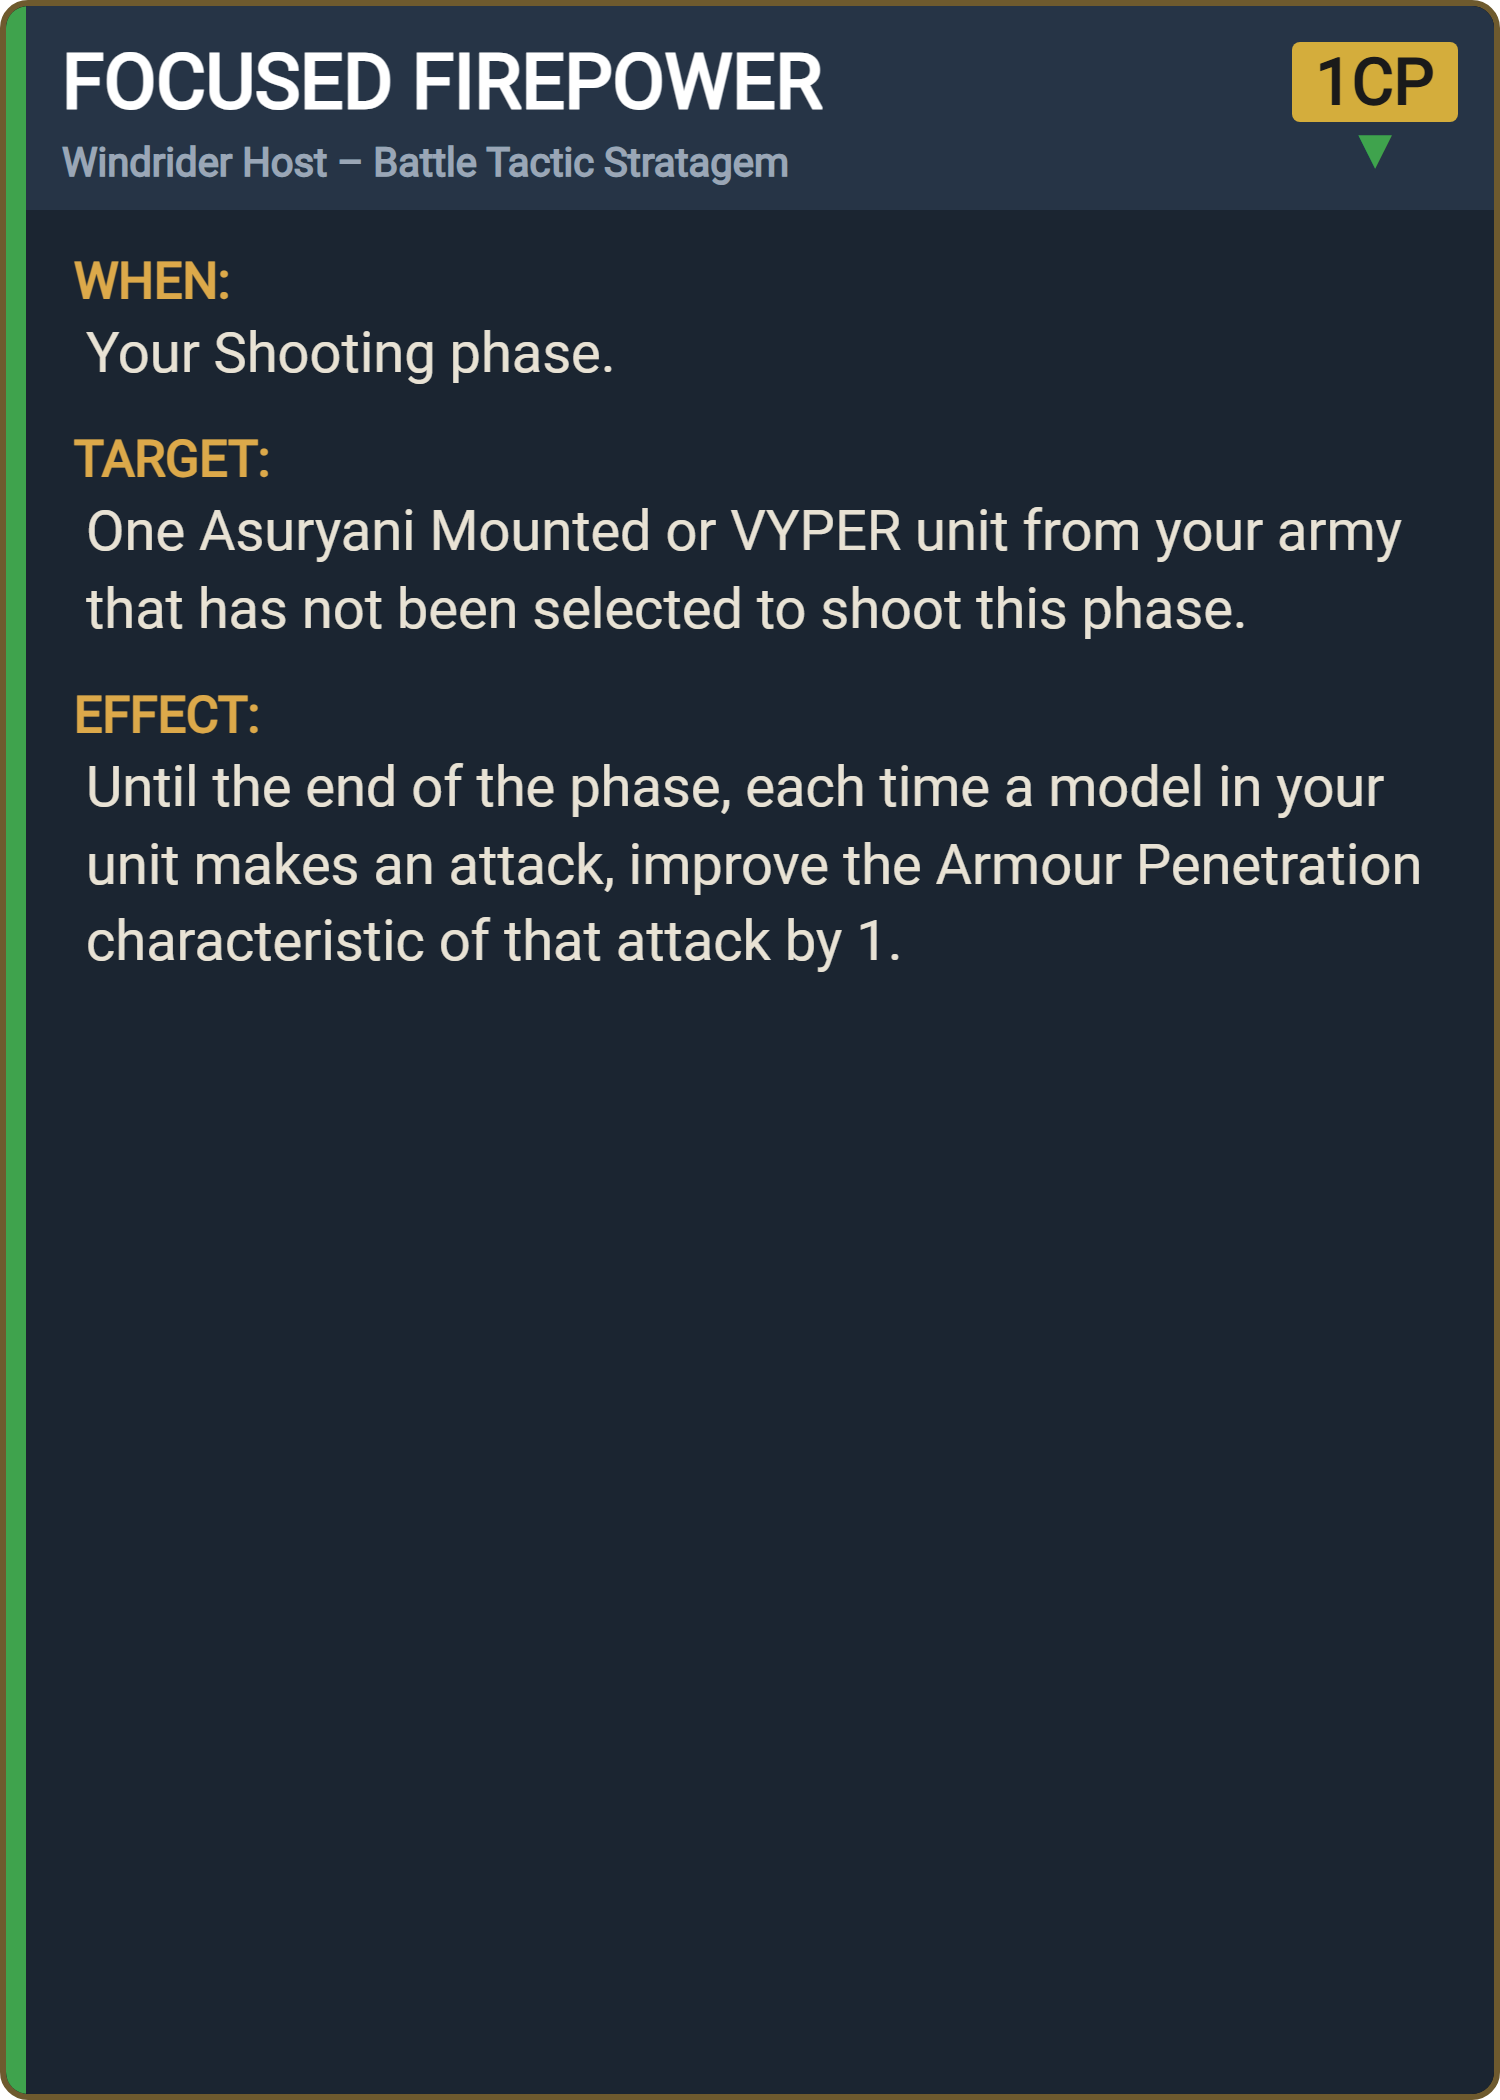 FOCUSED FIREPOWER
1CP
Windrider Host – Battle Tactic Stratagem
WHEN:
Your Shooting phase.
TARGET:
One Asuryani Mounted or VYPER unit from your army
that has not been selected to shoot this phase.
EFFECT:
Until the end of the phase, each time a model in your
unit makes an attack, improve the Armour Penetration
characteristic of that attack by 1.